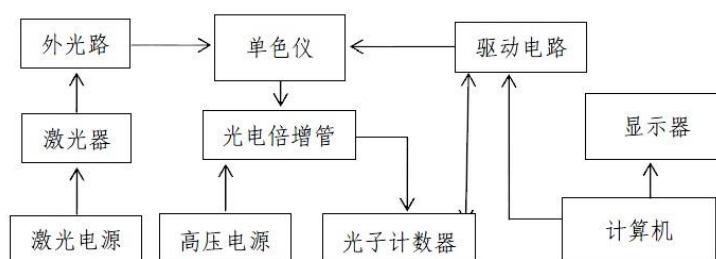 外光路
单色仪
驱动电路
激光器
光电倍增管
显示器
激光电源
高压电源
光子计数器
计算机